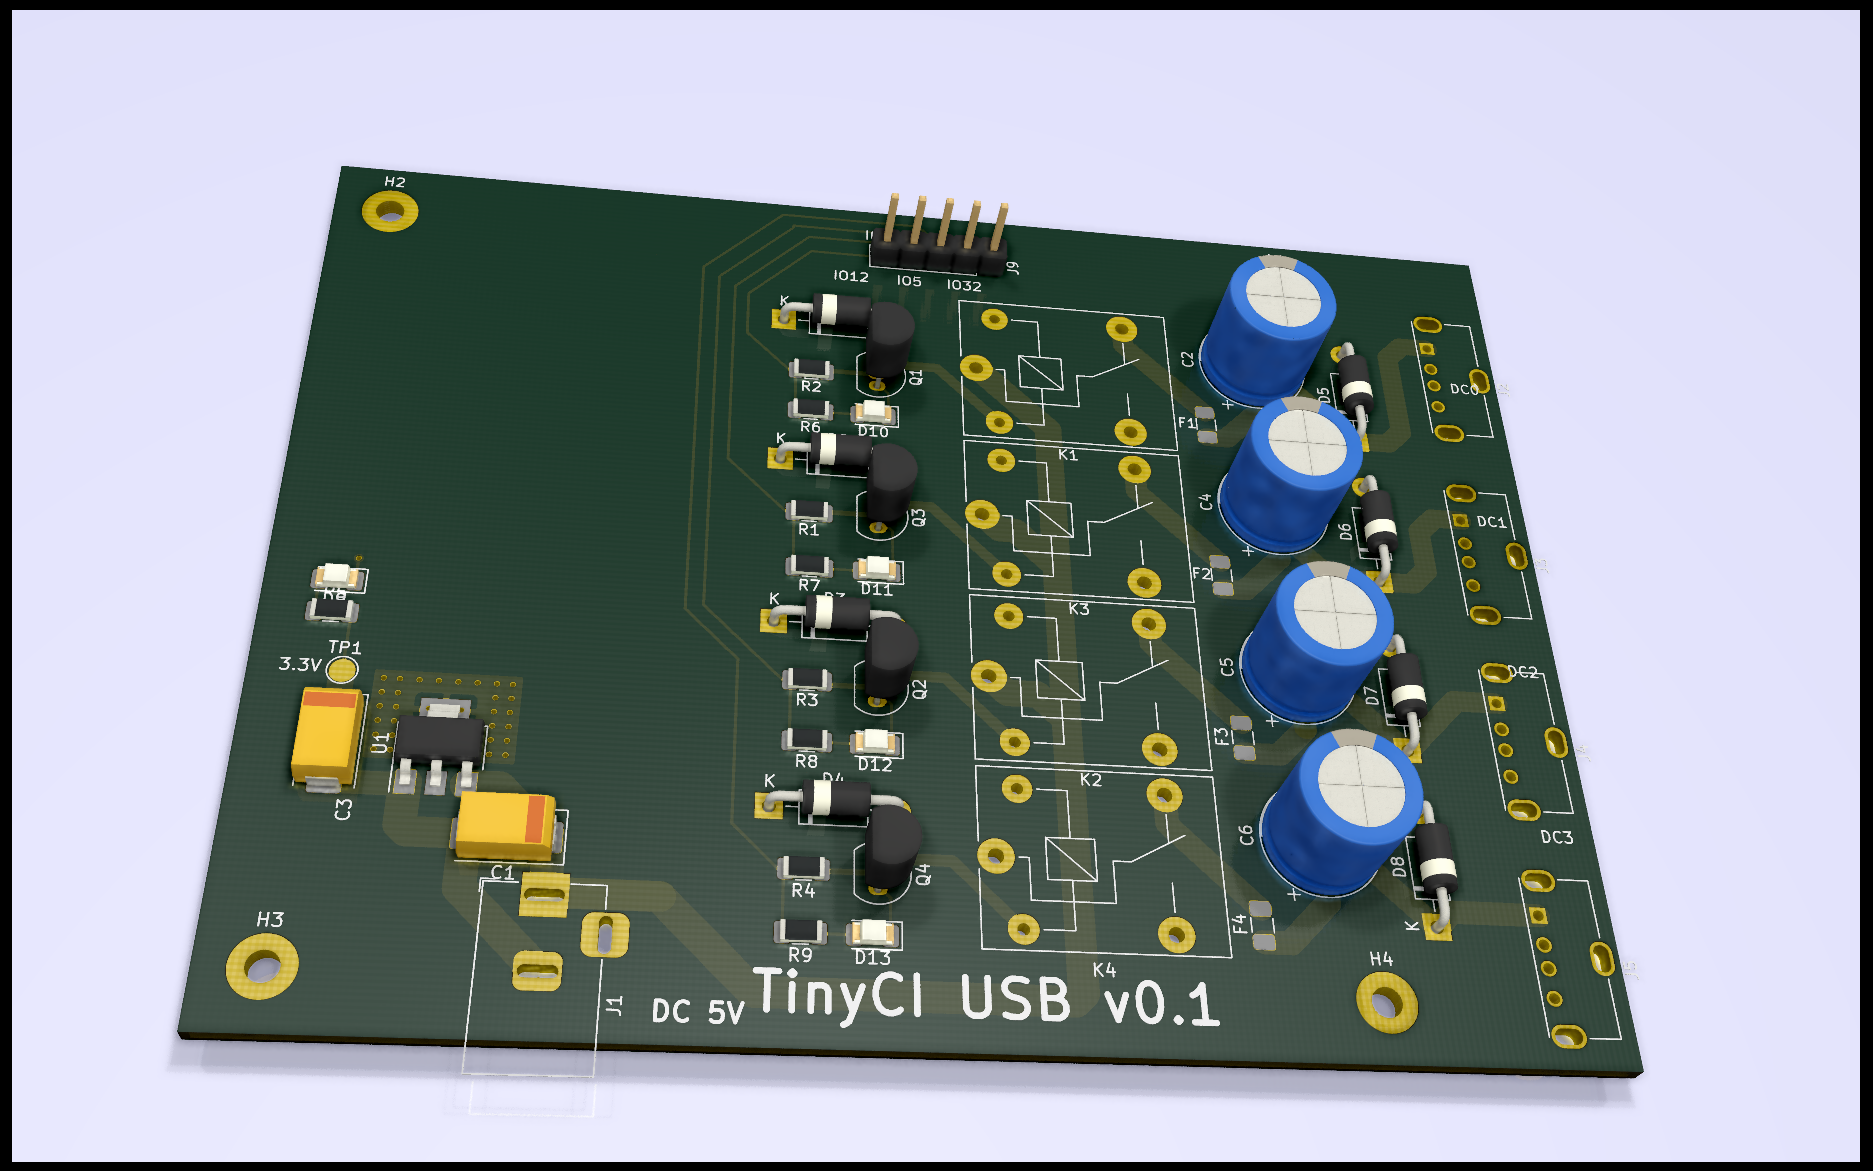 H2
J9
IO12
IO5
IO32
K
Q1
R2
R6
D10
C2
+
D5
F1
DC0
K1
K
Q3
R1
R7
D11
C4
+
D6
F2
DC1
K3
K
Q2
R3
R8
D12
C5
+
D7
F3
DC2
K2
TP1
3.3V
U1
C3
C1
D4
K
Q4
R4
R9
D13
C6
+
D8
F4
K
DC3
K4
H3
H4
J1
DC 5V
TinyCI USB v0.1